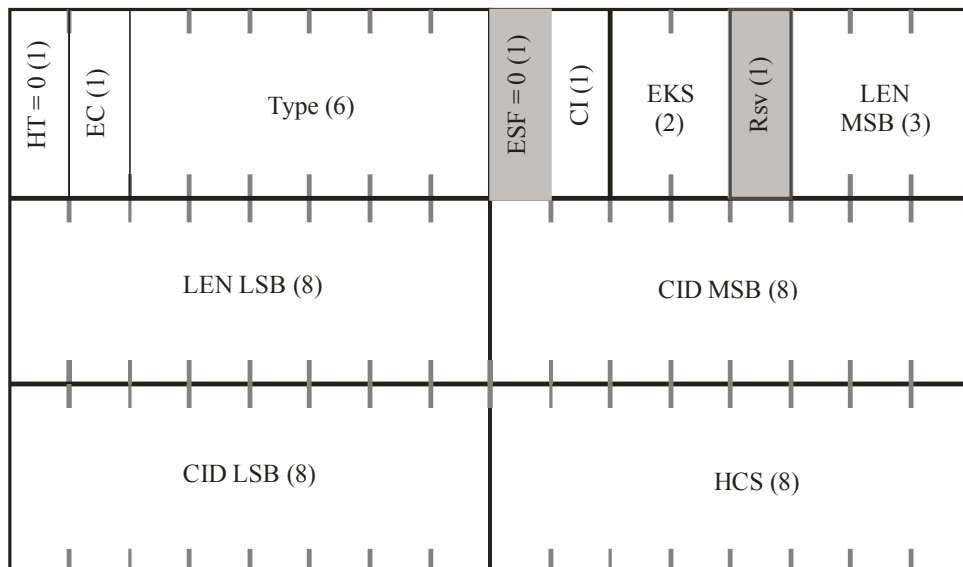 HT = 0 (1)
EC (1)
Type (6)
ESF = 0 (1)
CI (1)
EKS
(2)
Rsv (1)
LEN
MSB (3)
LEN LSB (8)
CID MSB (8)
CID LSB (8)
HCS (8)